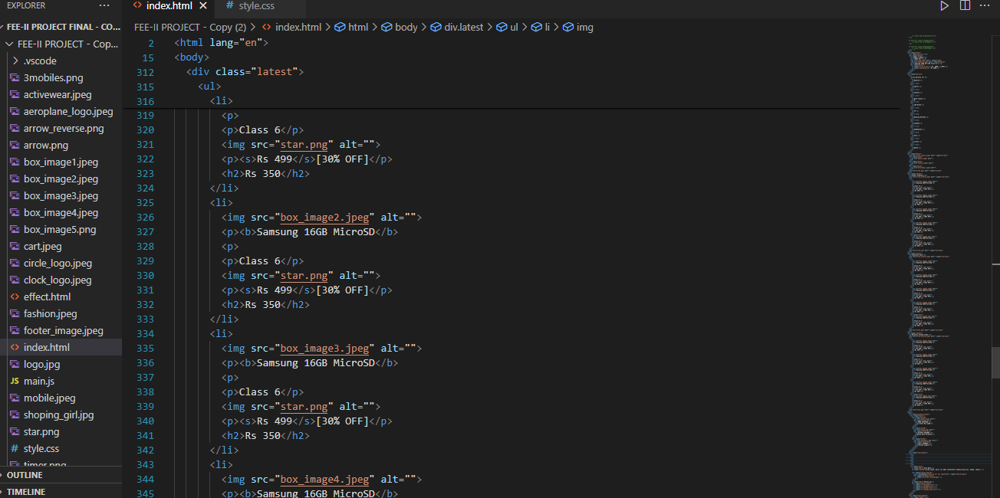 EXPLORER ...
index.html
# style.css
FEE-II PROJECT FINAL - CO...
FEE-II PROJECT - Copy (2) > index.html > html > body > div.latest > ul > li > img
FEE-II PROJECT - Cop...
.vscode
3mobiles.png
activewear.jpeg
aeroplane_logo.jpeg
arrow_reverse.png
arrow.png
box_image1.jpeg
box_image2.jpeg
box_image3.jpeg
box_image4.jpeg
box_image5.png
cart.jpeg
circle_logo.jpeg
clock_logo.jpeg
effect.html
fashion.jpeg
footer_image.jpeg
index.html
logo.jpg
JS main.js
mobile.jpeg
shoping_girl.jpg
star.png
# style.css
timer.png
OUTLINE
TIMELINE
2 <html lang="en">
15 <body>
312 <div class="latest">
315 <ul>
316 <li>
319 <p>
320 <p>Class 6</p>
321 <img src="star.png" alt="">
322 <p><s>Rs 499</s>[30% OFF]</p>
323 <h2>Rs 350</h2>
324 </li>
325 <li>
326 <img src="box_image2.jpeg" alt="">
327 <p><b>Samsung 16GB MicroSD</b>
328 <p>
329 <p>Class 6</p>
330 <img src="star.png" alt="">
331 <p><s>Rs 499</s>[30% OFF]</p>
332 <h2>Rs 350</h2>
333 </li>
334 <li>
335 <img src="box_image3.jpeg" alt="">
336 <p><b>Samsung 16GB MicroSD</b>
337 <p>
338 <p>Class 6</p>
339 <img src="star.png" alt="">
340 <p><s>Rs 499</s>[30% OFF]</p>
341 <h2>Rs 350</h2>
342 </li>
343 <li>
344 <img src="box_image4.jpeg" alt="">
345 <p><b>Samsung 16GB MicroSD</b>